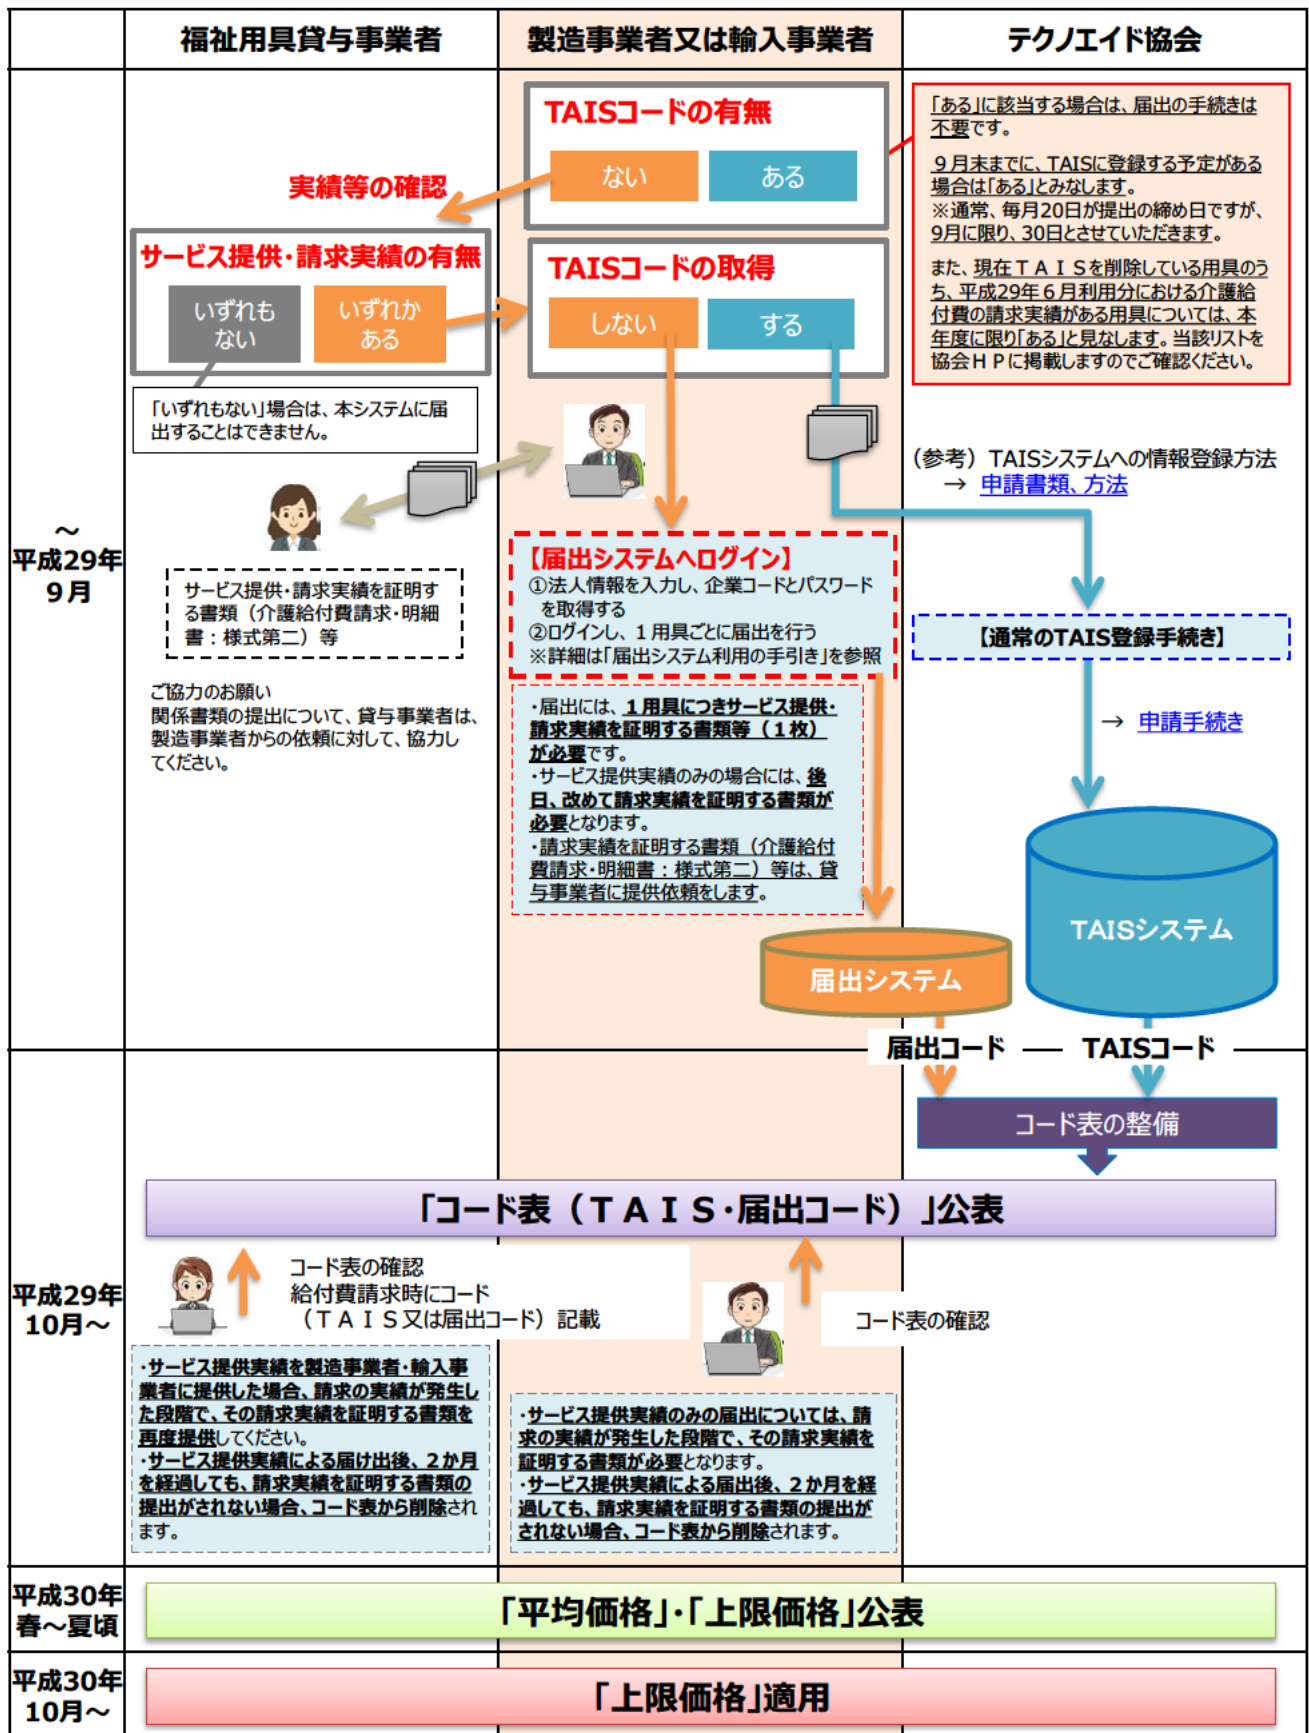 福祉用具貸与事業者
製造事業者又は輸入事業者
テクノエイド協会
～
平成29年
９月
TAISコードの有無
ない
ある
実績等の確認
サービス提供・請求実績の有無
いずれも
ない
いずれか
ある
「いずれもない」場合は、本システムに届
出することはできません。
TAISコードの取得
しない
する
「ある」に該当する場合は、届出の手続きは
不要です。
９月末までに、TAISに登録する予定がある
場合は「ある」とみなします。
※通常、毎月20日が提出の締め日ですが、
9月に限り、30日とさせていただきます。
また、現在ＴＡＩＳを削除している用具のう
ち、平成29年６月利用分における介護給
付費の請求実績がある用具については、本
年度に限り「ある」と見なします。当該リストを
協会ＨＰに掲載しますのでご確認ください。
（参考）TAISシステムへの情報登録方法
→ 申請書類、方法
サービス提供・請求実績を証明す
る書類（介護給付費請求・明細
書：様式第二）等
ご協力のお願い
関係書類の提出について、貸与事業者は、
製造事業者からの依頼に対して、協力し
てください。
【届出システムへログイン】
①法人情報を入力し、企業コードとパスワード
を取得する
②ログインし、１用具ごとに届出を行う
※詳細は「届出システム利用の手引き」を参照
・届出には、１用具につきサービス提供・
請求実績を証明する書類等（１枚）
が必要です。
・サービス提供実績のみの場合には、後
日、改めて請求実績を証明する書類が
必要となります。
・請求実績を証明する書類（介護給付
費請求・明細書：様式第二）等は、貸
与事業者に提供依頼をします。
【通常のTAIS登録手続き】
→ 申請手続き
TAISシステム
届出システム
届出コード
TAISコード
コード表の整備
平成29年
10月～
「コード表（ＴＡＩＳ・届出コード）」公表
コード表の確認
給付費請求時にコード
（ＴＡＩＳ又は届出コード）記載
コード表の確認
・サービス提供実績を製造事業者・輸入事
業者に提供した場合、請求の実績が発生し
た段階で、その請求実績を証明する書類を
再度提供してください。
・サービス提供実績による届け出後、２か月
を経過しても、請求実績を証明する書類の
提出がされない場合、コード表から削除され
ます。
・サービス提供実績のみの届出については、請
求の実績が発生した段階で、その請求実績を
証明する書類が必要となります。
・サービス提供実績による届出後、２か月を経
過しても、請求実績を証明する書類の提出が
されない場合、コード表から削除されます。
平成30年
春～夏頃
「平均価格」・「上限価格」公表
平成30年
10月～
「上限価格」適用